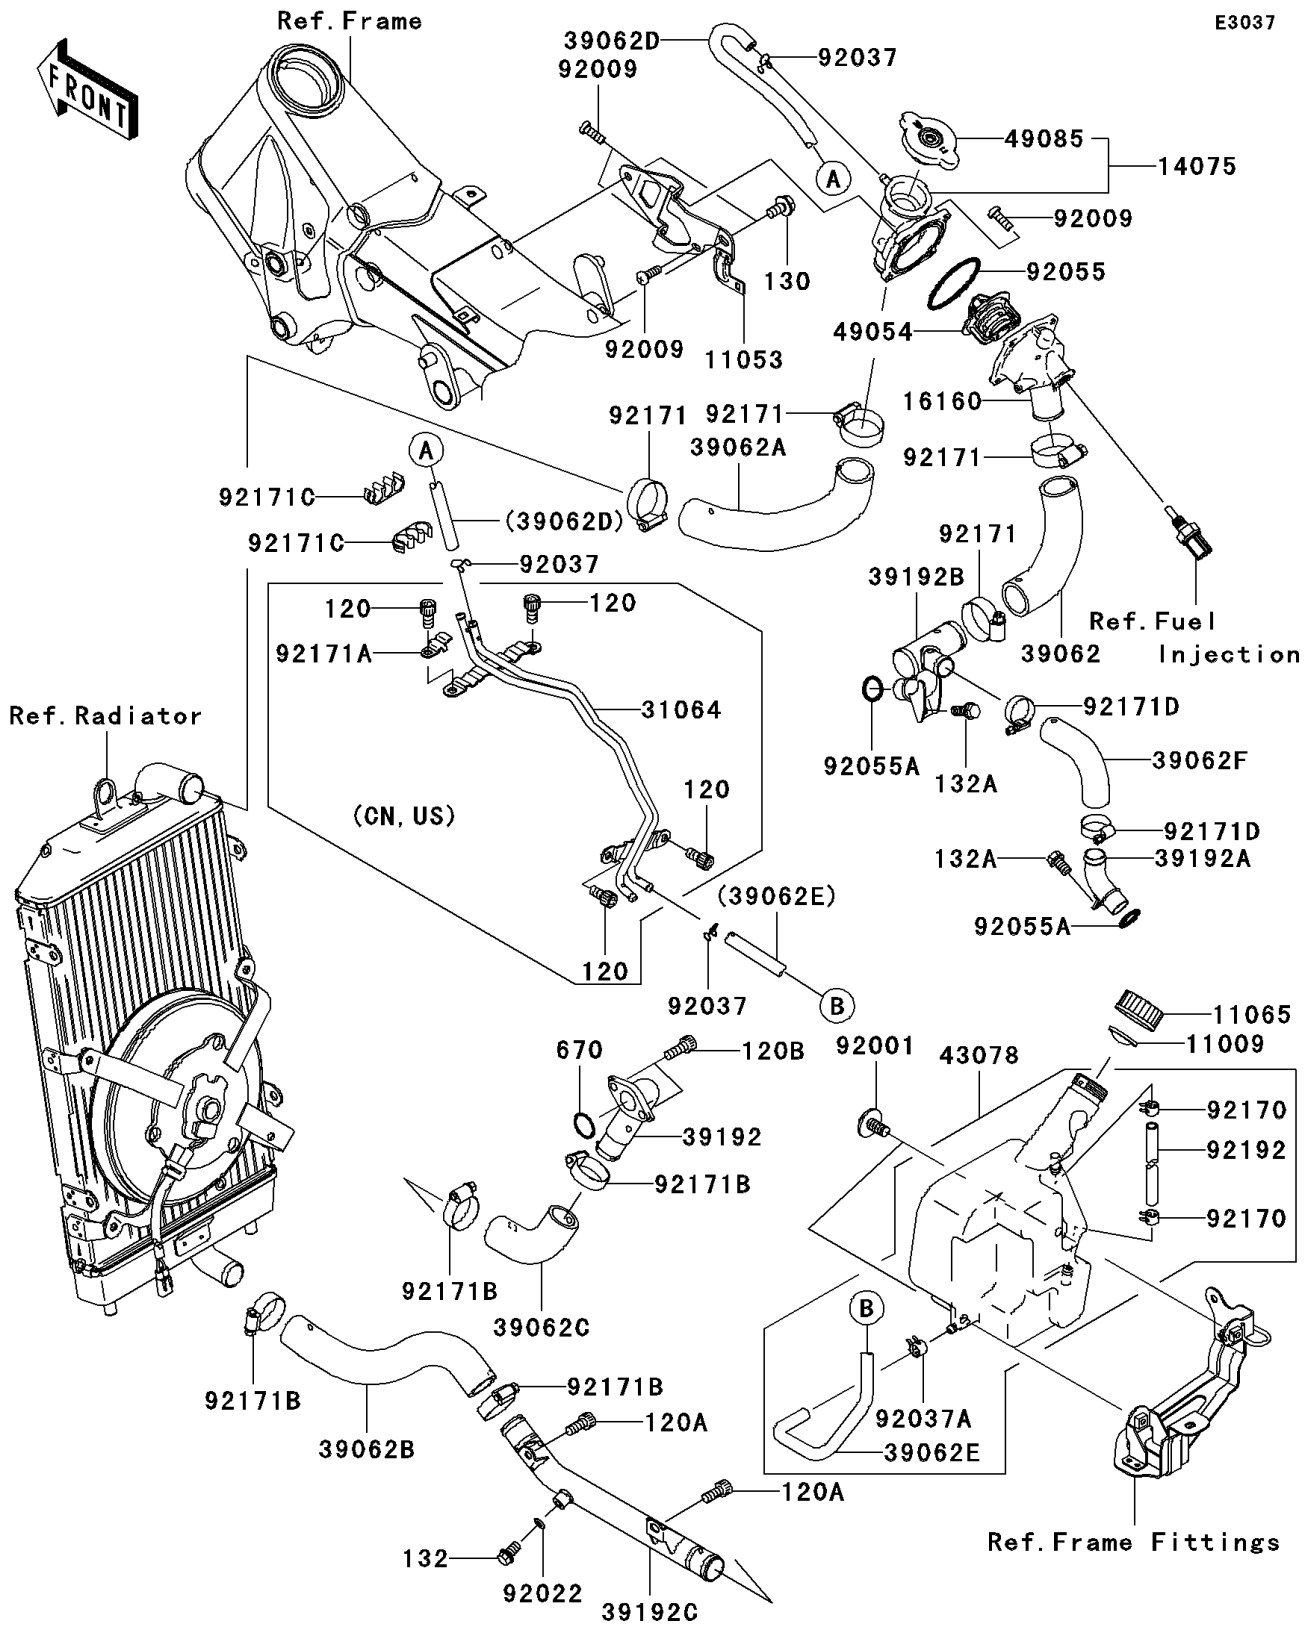 Ref.Frame
E3037
39062D
92037
92009
FRONT
49085
14075
A
92009
92055
130
49054
92009
11053
16160
92171
92171
39062A
92171
A
92171C
(39062D)
92171C
92037
92171
39192B
120
120
Ref.Fuel
Injection
92171A
39062
31064
92171D
Ref.Radiator
92055A
132A
39062F
120
(CN,US)
92171D
132A
39192A
(39062E)
92055A
120
92037
B
11065
670
120B
92001
43078
11009
92170
39192
92192
92171B
92170
92171B
B
39062C
92171B
92171B
92037A
120A
39062B
39062E
120A
132
Ref.Frame Fittings
92022
39192C